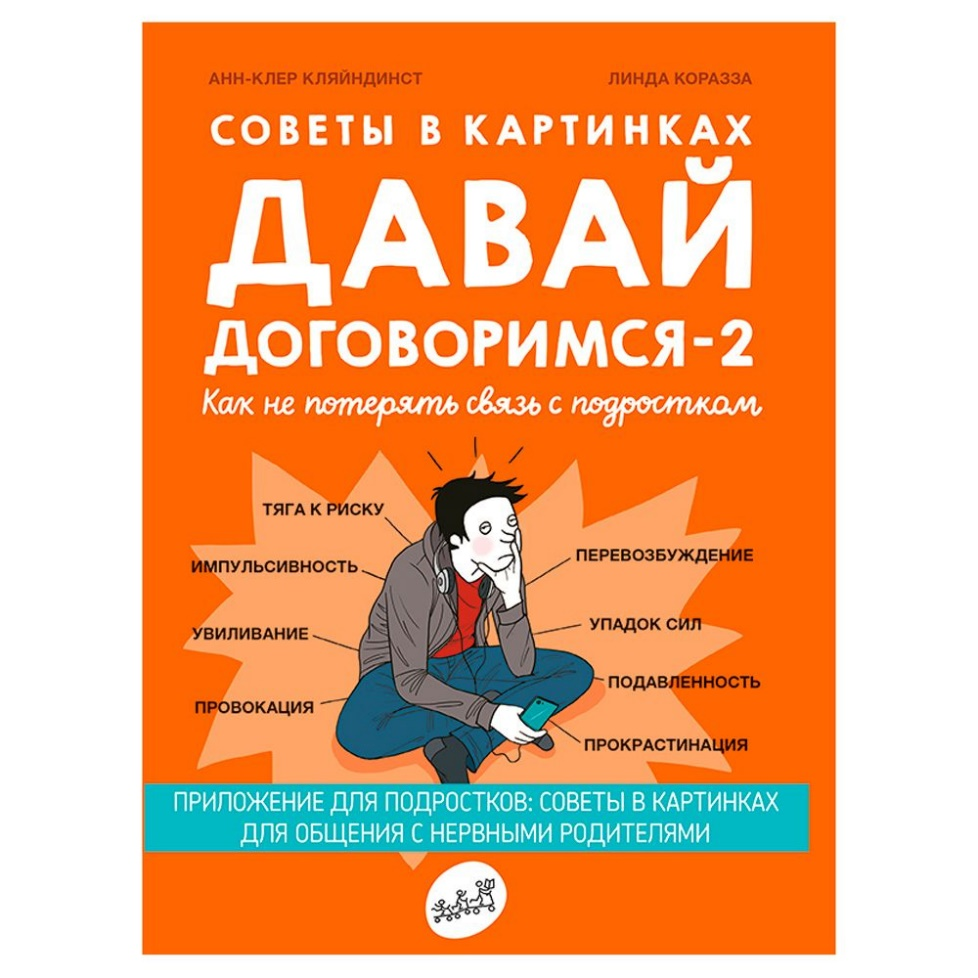 АНН-КЛЕР КЛЯЙНДИНСТ
ЛИНДА КОРАЗЗА
СОВЕТЫ В КАРТИНКАХ
ДАВАЙ
ДОГОВОРИМСЯ-2
Как не потерять связь с подростком
ТЯГА К РИСКУ
ИМПУЛЬСИВНОСТЬ
УВИЛИВАНИЕ
ПРОВОКАЦИЯ
ПЕРЕВОЗБУЖДЕНИЕ
УПАДОК СИЛ
ПОДАВЛЕННОСТЬ
ПРОКРАСТИНАЦИЯ
ПРИЛОЖЕНИЕ ДЛЯ ПОДРОСТКОВ: СОВЕТЫ В КАРТИНКАХ
ДЛЯ ОБЩЕНИЯ С НЕРВНЫМИ РОДИТЕЛЯМИ